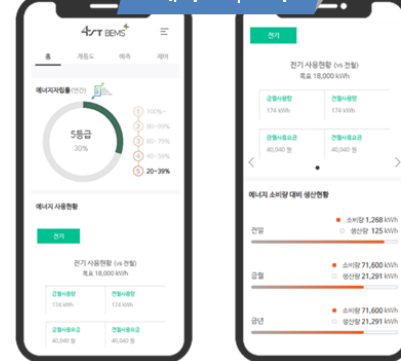 BEMS
홈 개통도 예측 제어
에너지자립률(연간)
5등급
30%
1 100%~
2 80~99%
3 60~79%
4 40~59%
5 20~39%
에너지 사용현황
전기
전기 사용현황 (vs 전월)
목표 18,000 kWh
금월사용량 전월사용량
174 kWh 174 kWh
금월사용요금 전월사용요금
40,040 원 40,040 원
전기
전기 사용현황 (vs 전월)
목표 18,000 kWh
금월사용량 전월사용량
174 kWh 174 kWh
금월사용요금 전월사용요금
40,040 원 40,040 원
에너지 소비량 대비 생산현황
소비량 1,268 kWh
전일 생산량 125 kWh
소비량 71,600 kWh
금월 생산량 21,291 kWh
소비량 71,600 kWh
금년 생산량 21,291 kWh